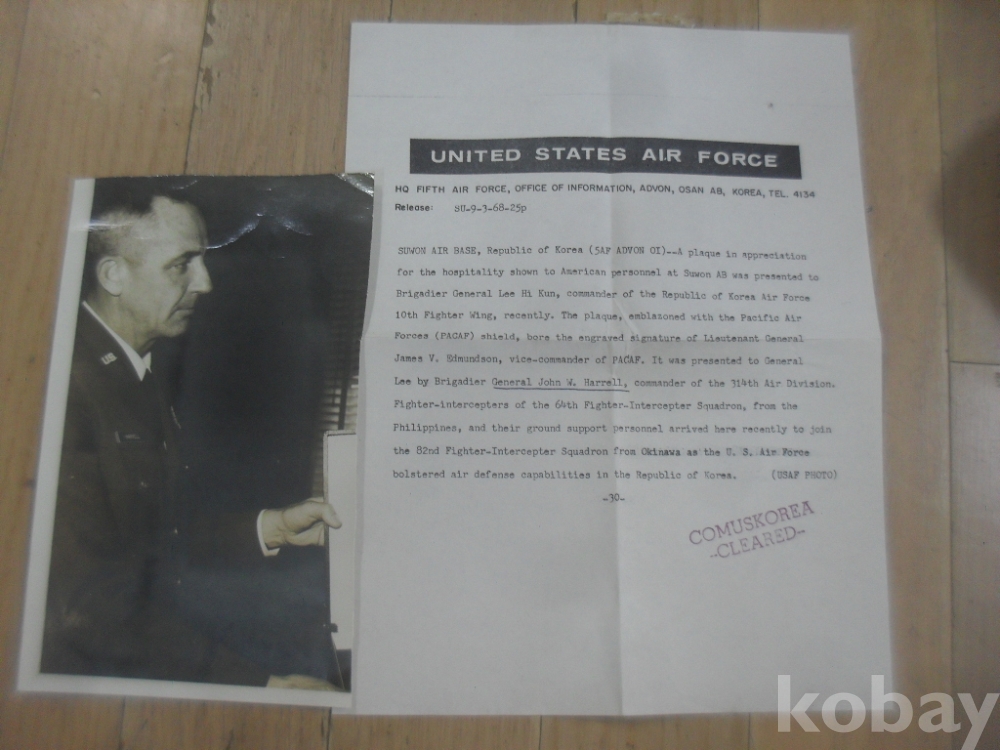 UNITED STATES AIR FORCE
HQ FIFTH AIR FORCE, OFFICE OF INFORMATION, ADVON, OSAN AB, KOREA, TEL. 4134
Release: SU-9-3-68-25p
SUWON AIR BASE, Republic of Korea (5AF ADVON OI)--A plaque in appreciation
for the hospitality shown to American personnel at Suwon AB was presented to
Brigadier General Lee Hi Kun, commander of the Republic of Korea Air Force
10th Fighter Wing, recently. The plaque, emblazoned with the Pacific Air
Forces (PACAF) shield, bore the engraved signature of Lieutenant General
James V. Edmundson, vice-commander of PACAF. It was presented to General
Lee by Brigadier General John W. Harrell, commander of the 314th Air Division.
Fighter-intercepters of the 64th Fighter-Intercepter Squadron, from the
Philippines, and their ground support personnel arrived here recently to join
the 82nd Fighter-Intercepter Squadron from Okinawa as the U. S. Air Force
bolstered air defense capabilities in the Republic of Korea. (USAF PHOTO)
-30-
COMUSKOREA
--CLEARED--
US
kobay